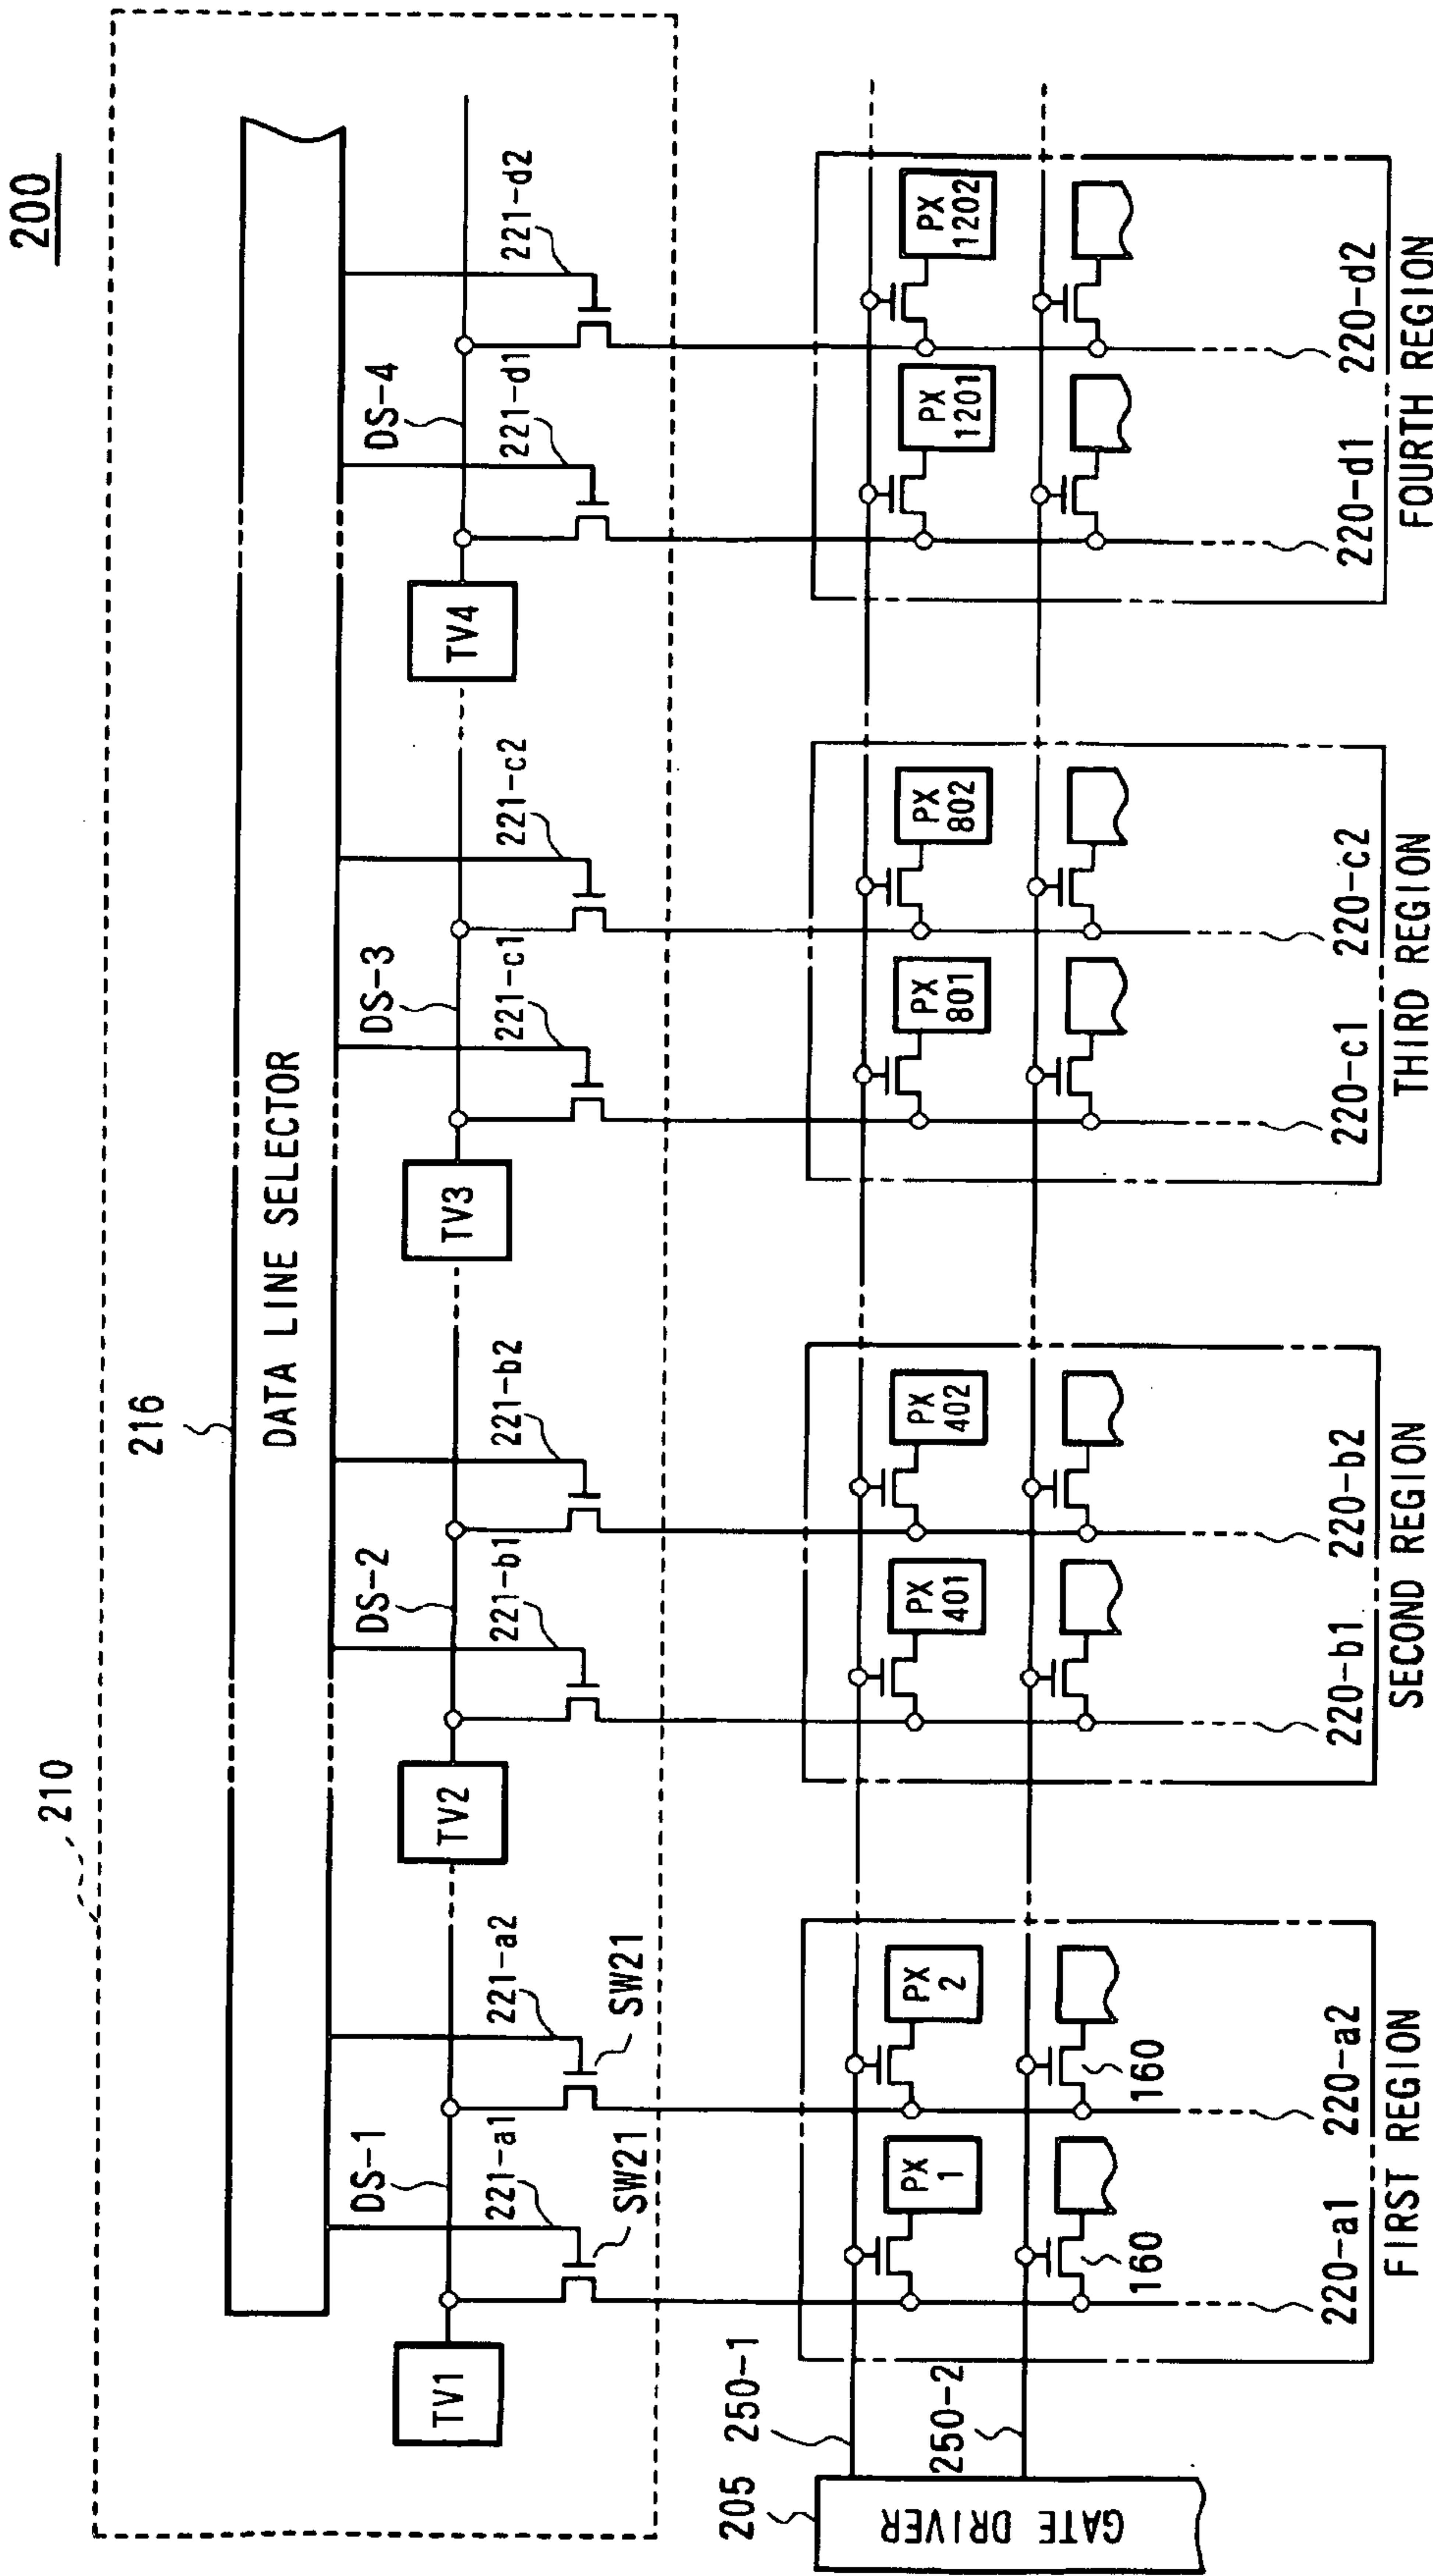 200
210
216
DATA LINE SELECTOR
TV1
DS-1
221-a1
221-a2
SW21
SW21
TV2
DS-2
221-b1
221-b2
TV3
DS-3
221-c1
221-c2
TV4
DS-4
221-d1
221-d2
205
GATE DRIVER
250-1
250-2
PX
1
PX
2
160
160
220-a1
220-a2
FIRST REGION
PX
401
PX
402
220-b1
220-b2
SECOND REGION
PX
801
PX
802
220-c1
220-c2
THIRD REGION
PX
1201
PX
1202
220-d1
220-d2
FOURTH REGION